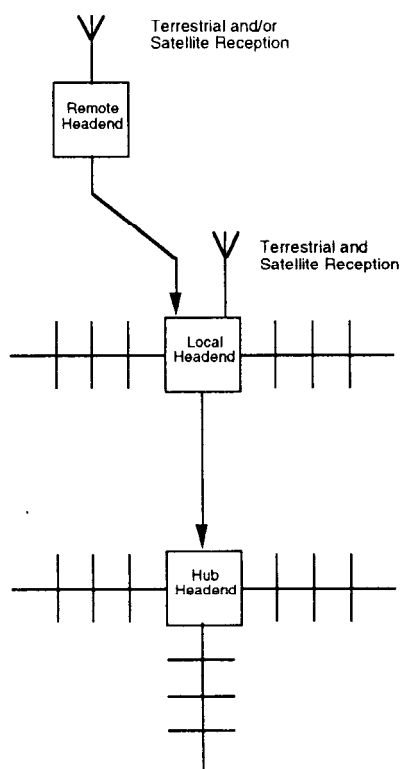 Terrestrial and/or
Satellite Reception
Remote
Headend
Terrestrial and
Satellite Reception
Local
Headend
Hub
Headend